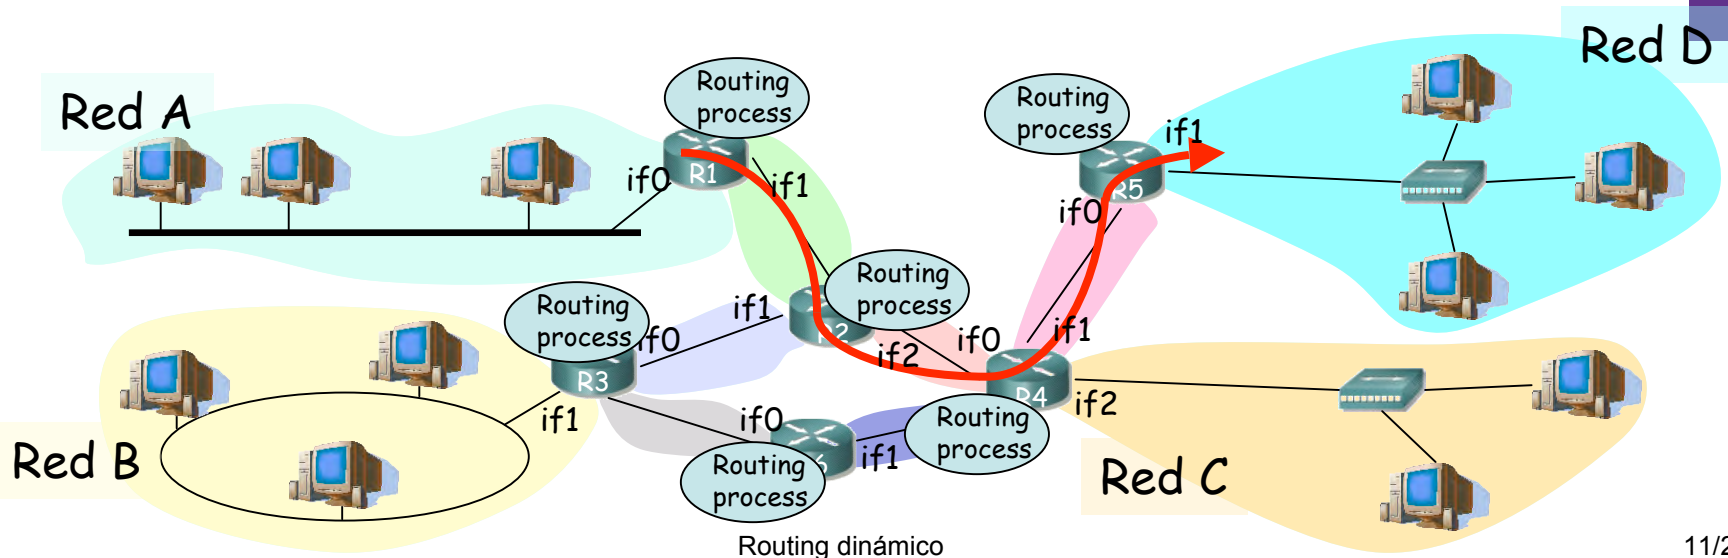 Red D
Red A
Routing
process
Routing
process
if1
if0
R1
if1
R5
if0
Routing
process
Routing
process
if1
if0
if0
if1
if2
R3
R4
if2
if1
if0
Routing
process
Red B
Routing
process
if1
Red C
Routing dinámico